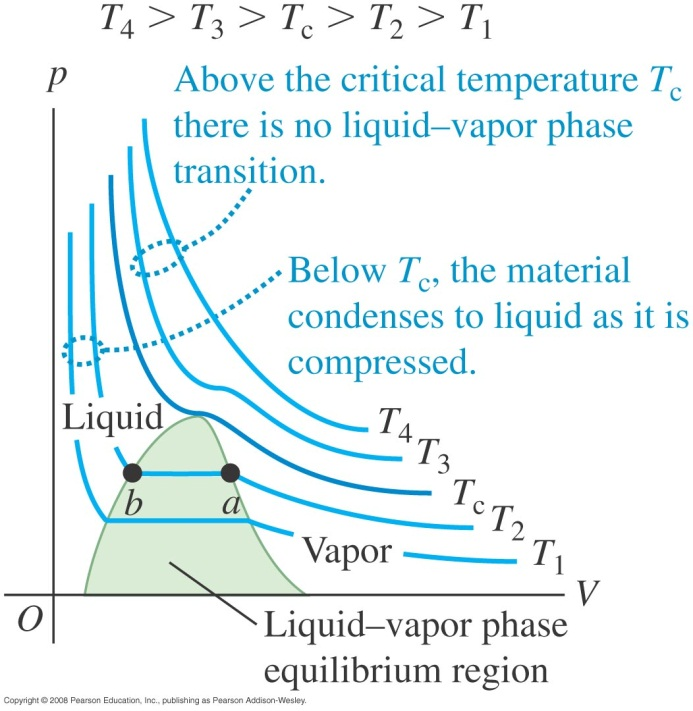 T4 > T3 > Tc > T2 > T1
p
Above the critical temperature Tc
there is no liquid–vapor phase
transition.
Below Tc, the material
condenses to liquid as it is
compressed.
Liquid
T4
T3
Tc
b
a
T2
Vapor
T1
V
O
Liquid–vapor phase
equilibrium region
Copyright © 2008 Pearson Education, Inc., publishing as Pearson Addison-Wesley.